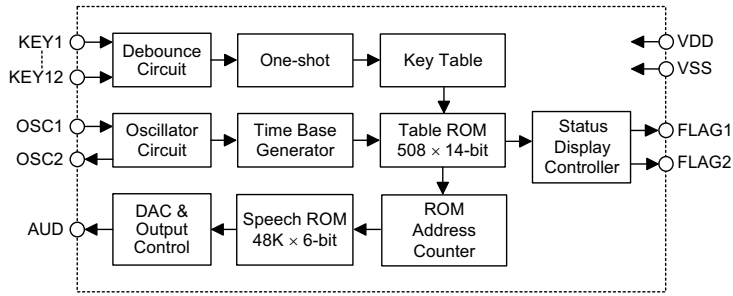 KEY1
KEY12
Debounce
Circuit
One-shot
Key Table
VDD
VSS
OSC1
OSC2
Oscillator
Circuit
Time Base
Generator
Table ROM
508 × 14-bit
Status
Display
Controller
FLAG1
FLAG2
AUD
DAC &
Output
Control
Speech ROM
48K × 6-bit
ROM
Address
Counter